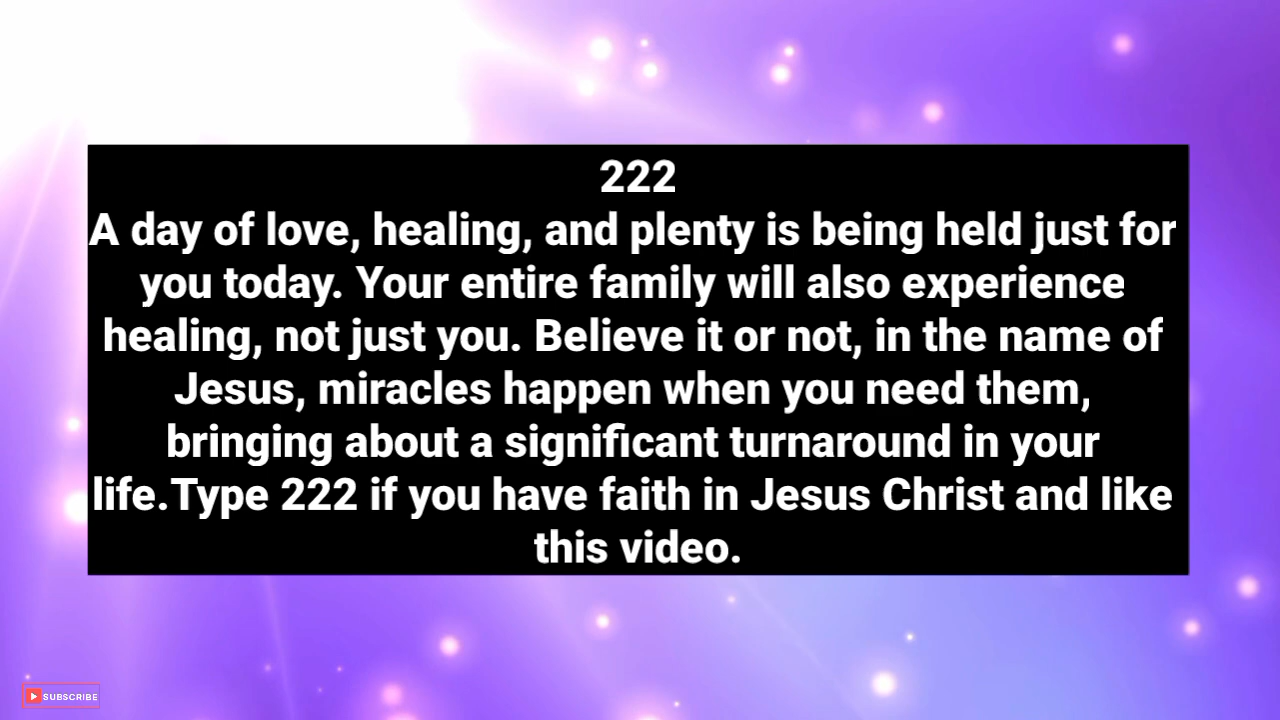 222
A day of love, healing, and plenty is being held just for
you today. Your entire family will also experience
healing, not just you. Believe it or not, in the name of
Jesus, miracles happen when you need them,
bringing about a significant turnaround in your
life.Type 222 if you have faith in Jesus Christ and like
this video.
SUBSCRIBE